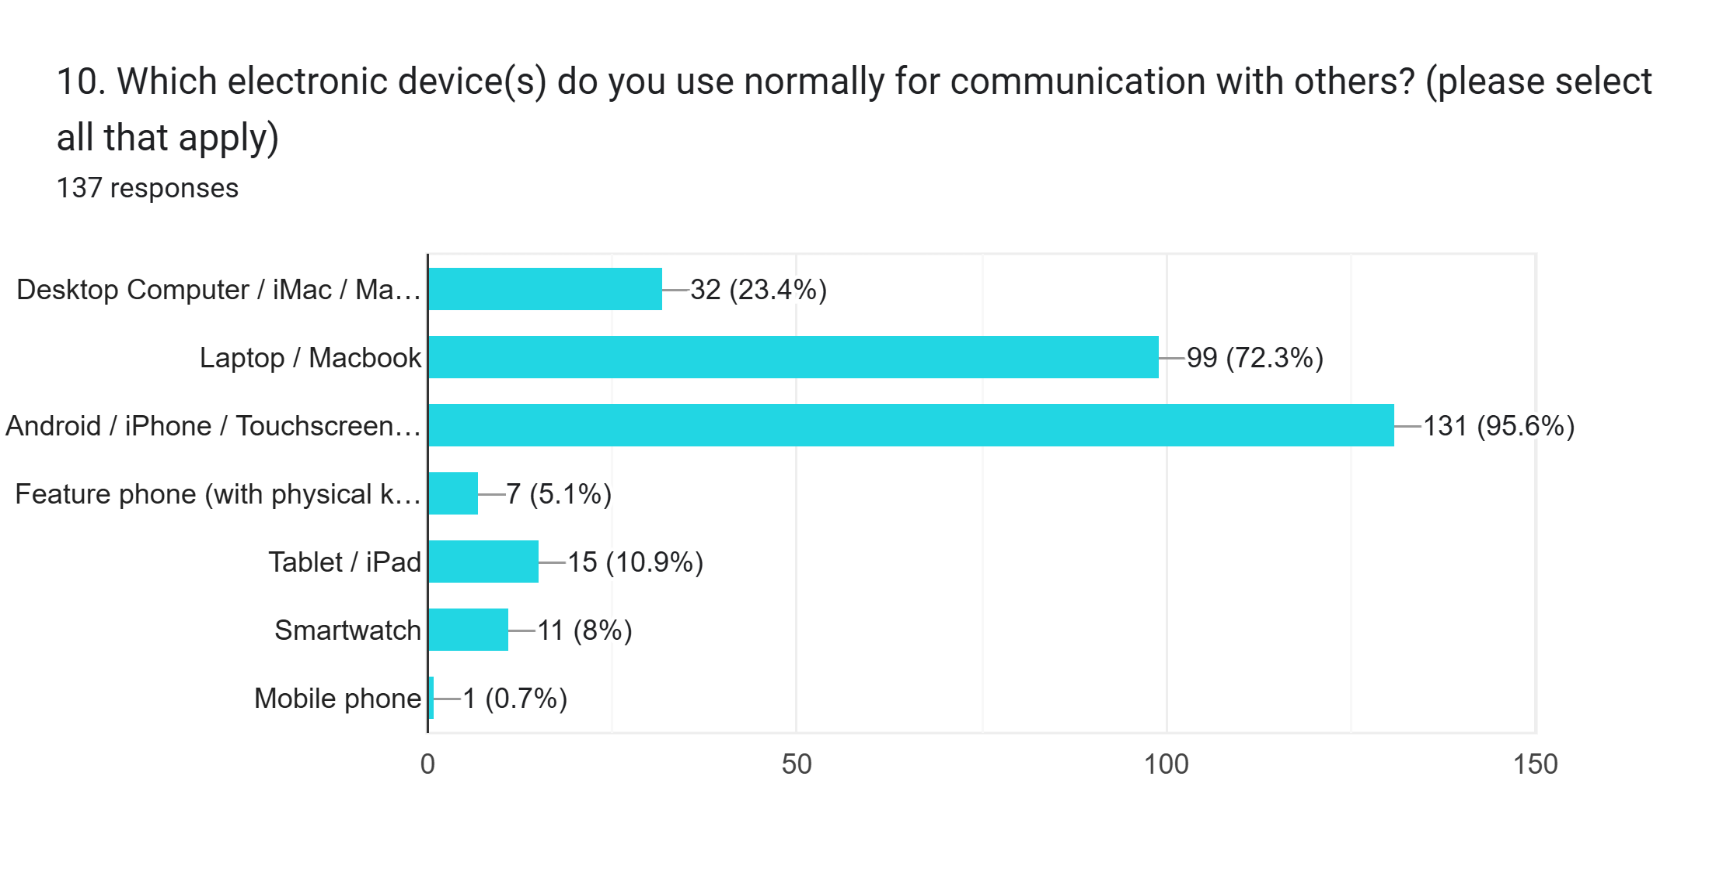 10. Which electronic device(s) do you use normally for communication with others? (please select
all that apply)
137 responses
Desktop Computer / iMac / Ma… 32 (23.4%)
Laptop / Macbook 99 (72.3%)
Android / iPhone / Touchscreen… 131 (95.6%)
Feature phone (with physical k… 7 (5.1%)
Tablet / iPad 15 (10.9%)
Smartwatch 11 (8%)
Mobile phone 1 (0.7%)
0 50 100 150